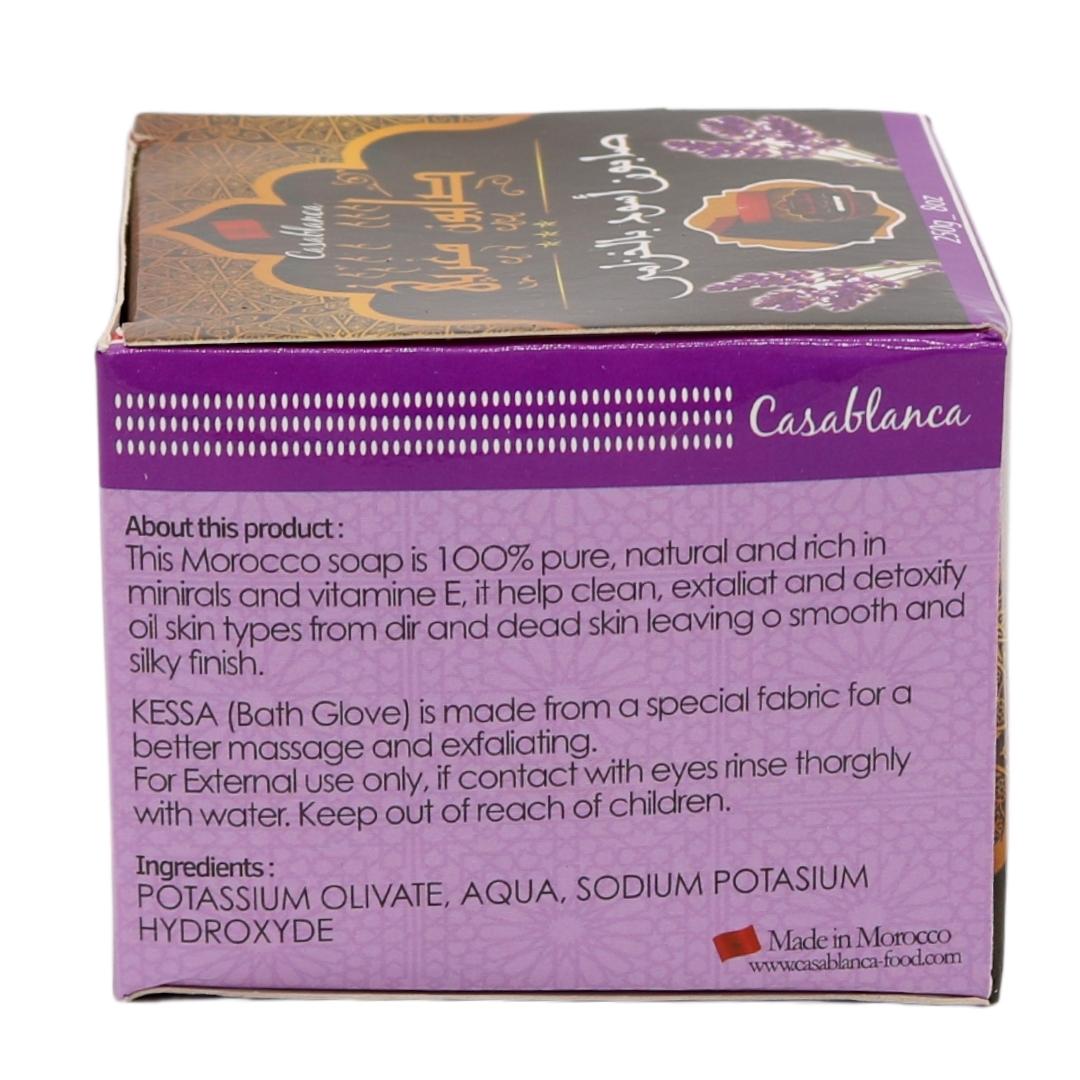 Casablanca
صابون مغربي
صابون أسود بالخزامى
250g_ 8oz
Casablanca
About this product :
This Morocco soap is 100% pure, natural and rich in
minirals and vitamine E, it help clean, extaliat and detoxify
oil skin types from dir and dead skin leaving o smooth and
silky finish.
KESSA (Bath Glove) is made from a special fabric for a
better massage and exfaliating.
For External use only, if contact with eyes rinse thorghly
with water. Keep out of reach of children.
Ingredients :
POTASSIUM OLIVATE, AQUA, SODIUM POTASIUM
HYDROXYDE
Made in Morocco
www.casablanca-food.com